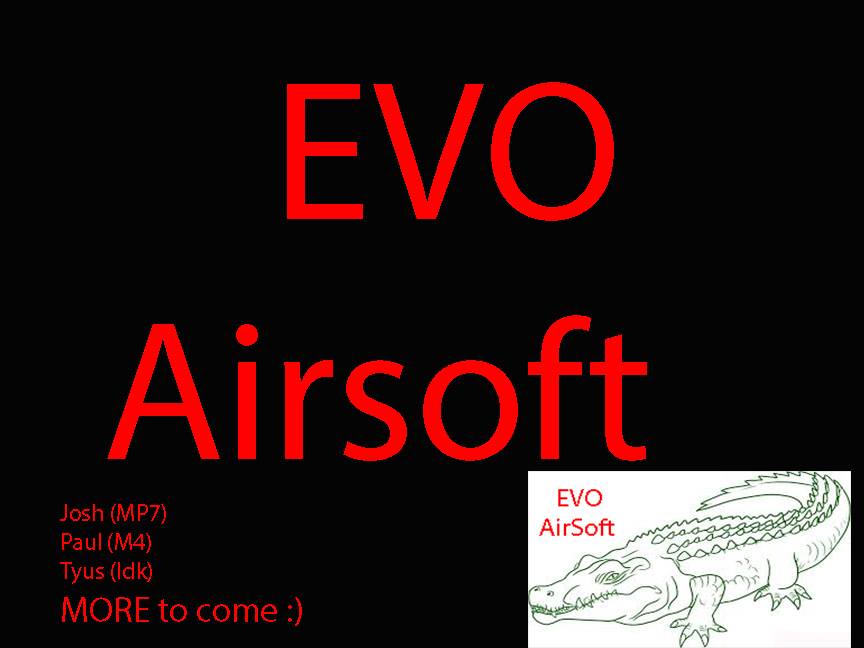 EVO
Airsoft
Josh (MP7)
Paul (M4)
Tyus (Idk)
MORE to come :)
EVO
AirSoft